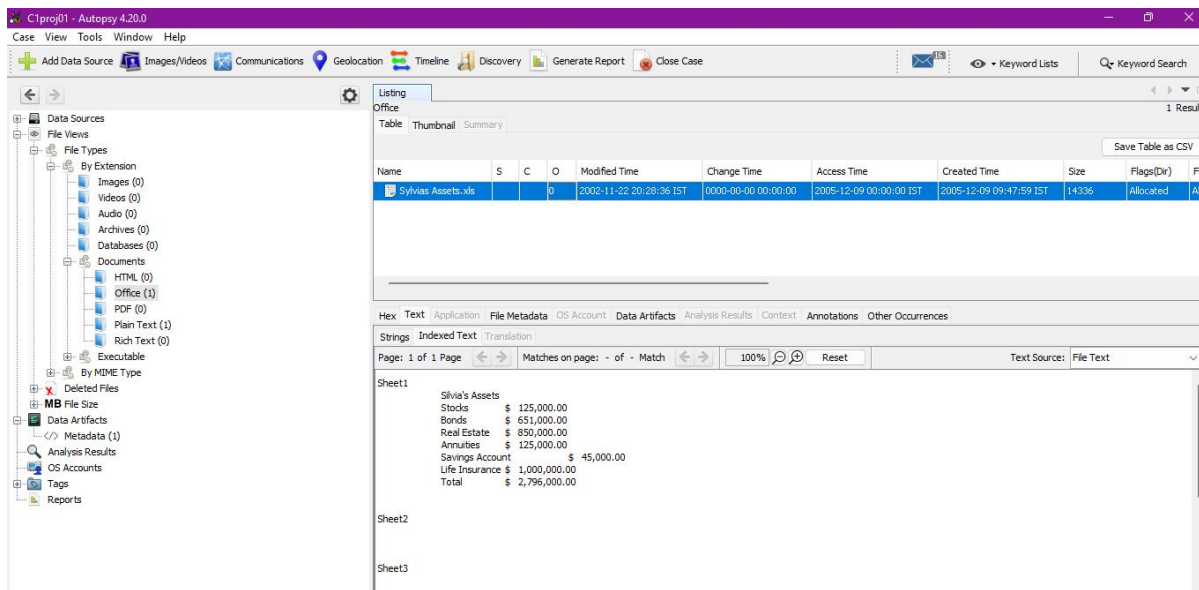 C1proj01 - Autopsy 4.20.0
Case View Tools Window Help
Add Data Source Images/Videos Communications Geolocation Timeline Discovery Generate Report Close Case 16 Keyword Lists Keyword Search
Data Sources
File Views
File Types
By Extension
Images (0)
Videos (0)
Audio (0)
Archives (0)
Databases (0)
Documents
HTML (0)
Office (1)
PDF (0)
Plain Text (1)
Rich Text (0)
Executable
By MIME Type
Deleted Files
MB File Size
Data Artifacts
Metadata (1)
Analysis Results
OS Accounts
Tags
Reports
Listing
Office 1 Resul
Table Thumbnail Summary
Save Table as CSV
Name S C O Modified Time Change Time Access Time Created Time Size Flags(Dir) F
Sylvias Assets.xls 0 2002-11-22 20:28:36 IST 0000-00-00 00:00:00 2005-12-09 00:00:00 IST 2005-12-09 09:47:59 IST 14336 Allocated Al
Hex Text Application File Metadata OS Account Data Artifacts Analysis Results Context Annotations Other Occurrences
Strings Indexed Text Translation
Page: 1 of 1 Page Matches on page: - of - Match 100% Reset Text Source: File Text
Sheet1
Silvia's Assets
Stocks $ 125,000.00
Bonds $ 651,000.00
Real Estate $ 850,000.00
Annuities $ 125,000.00
Savings Account $ 45,000.00
Life Insurance $ 1,000,000.00
Total $ 2,796,000.00
Sheet2
Sheet3